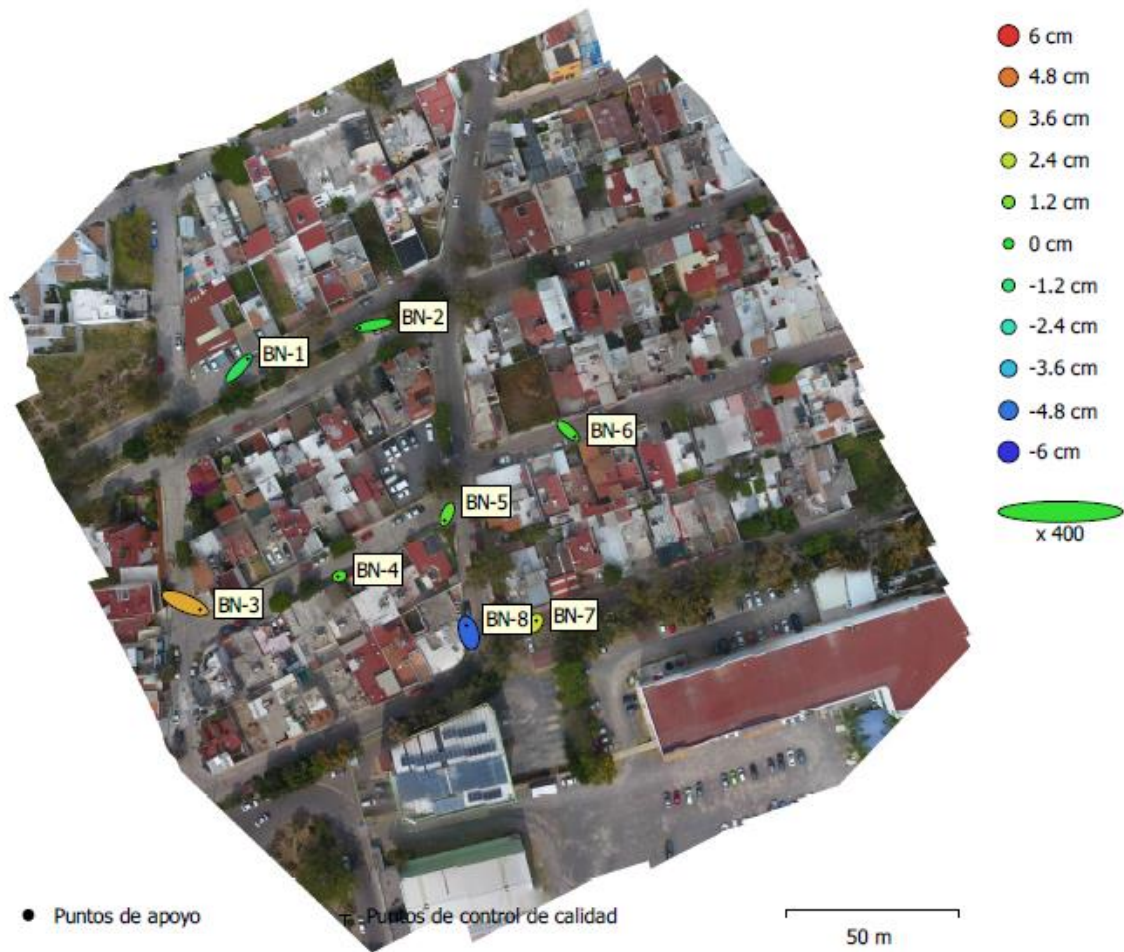 6 cm
4.8 cm
3.6 cm
2.4 cm
1.2 cm
0 cm
-1.2 cm
-2.4 cm
-3.6 cm
-4.8 cm
-6 cm
x 400
BN-2
BN-1
BN-6
BN-5
BN-4
BN-3
BN-8
BN-7
Puntos de apoyo
Puntos de control de calidad
50 m